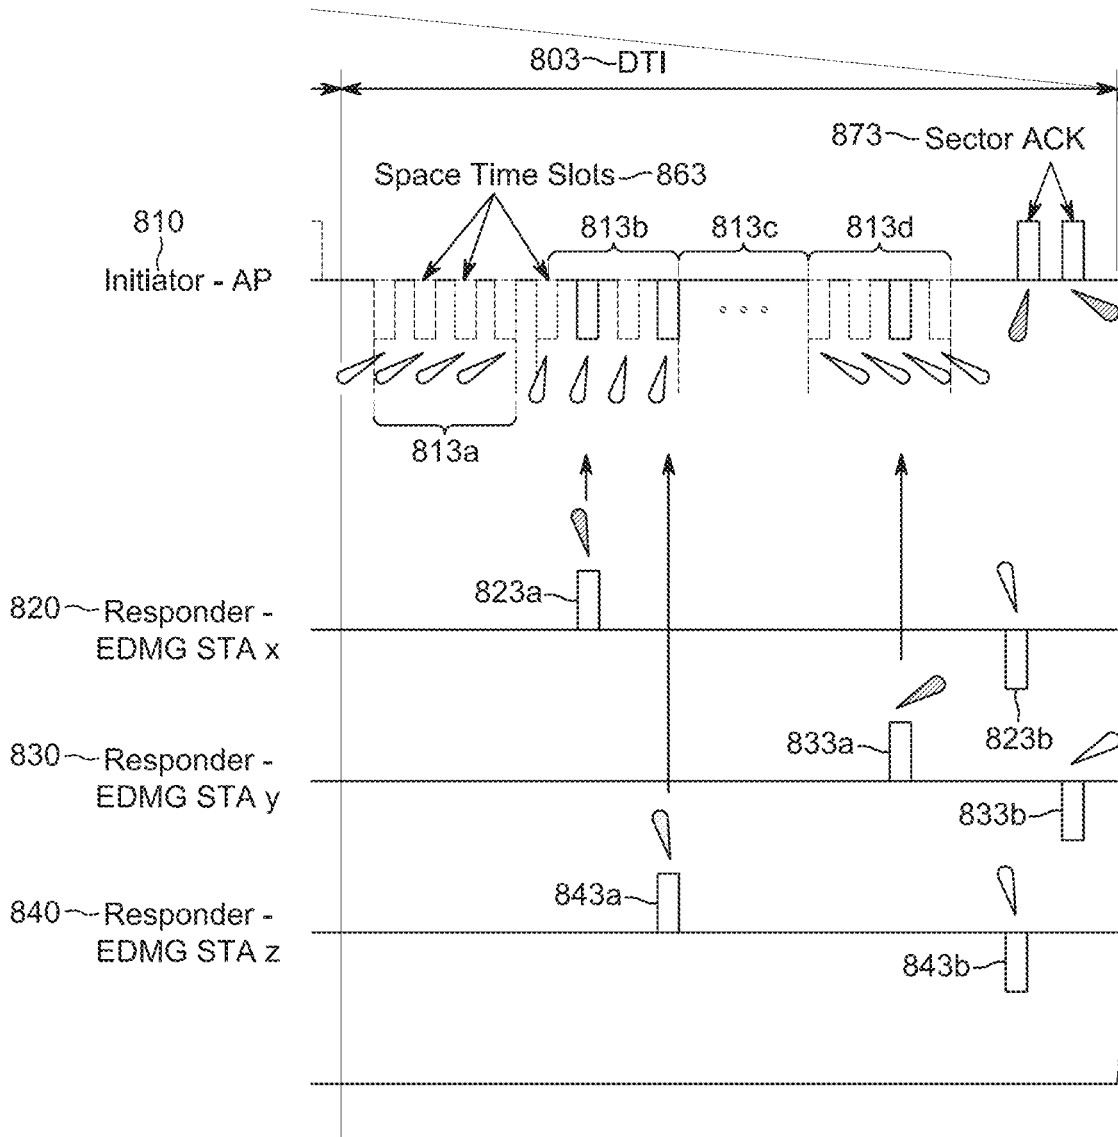 803 DTI
873 Sector ACK
Space Time Slots 863
810
813b
813c
813d
Initiator - AP
813a
823a
820 Responder -
EDMG STA x
823b
833a
830 Responder -
EDMG STA y
833b
843a
840 Responder -
EDMG STA z
843b